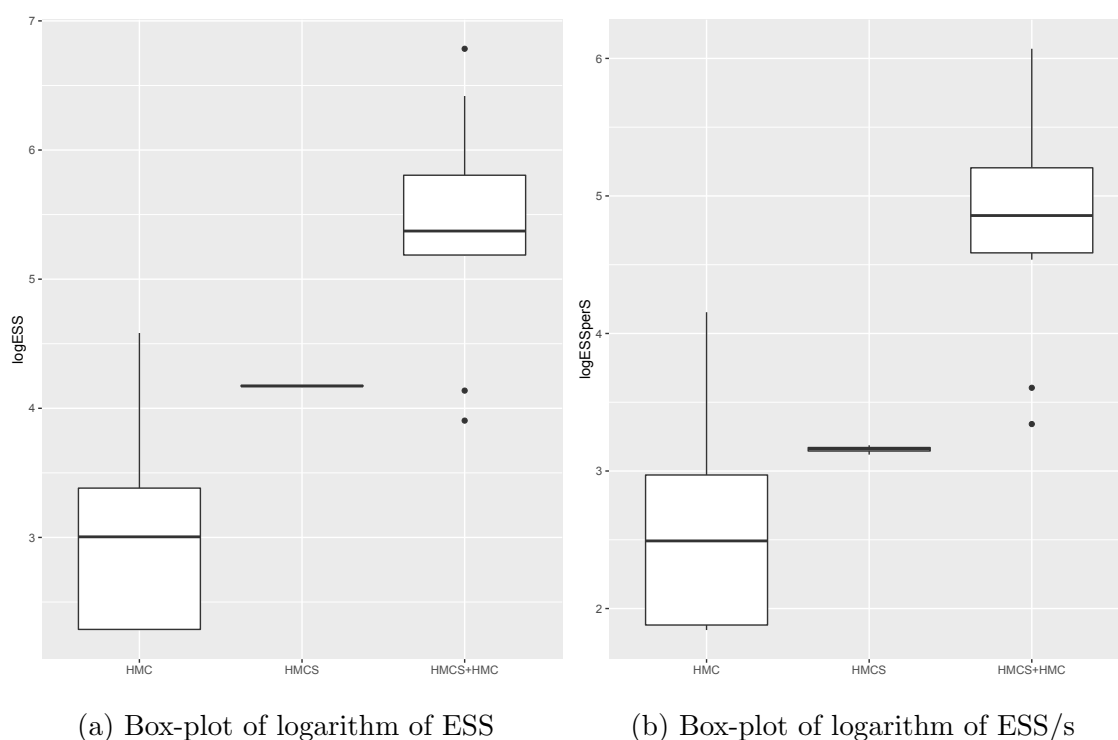 7
6
5
4
3
logESS
HMC
HMCS
HMCS+HMC
(a) Box-plot of logarithm of ESS
6
5
4
3
2
logESSperS
HMC
HMCS
HMCS+HMC
(b) Box-plot of logarithm of ESS/s